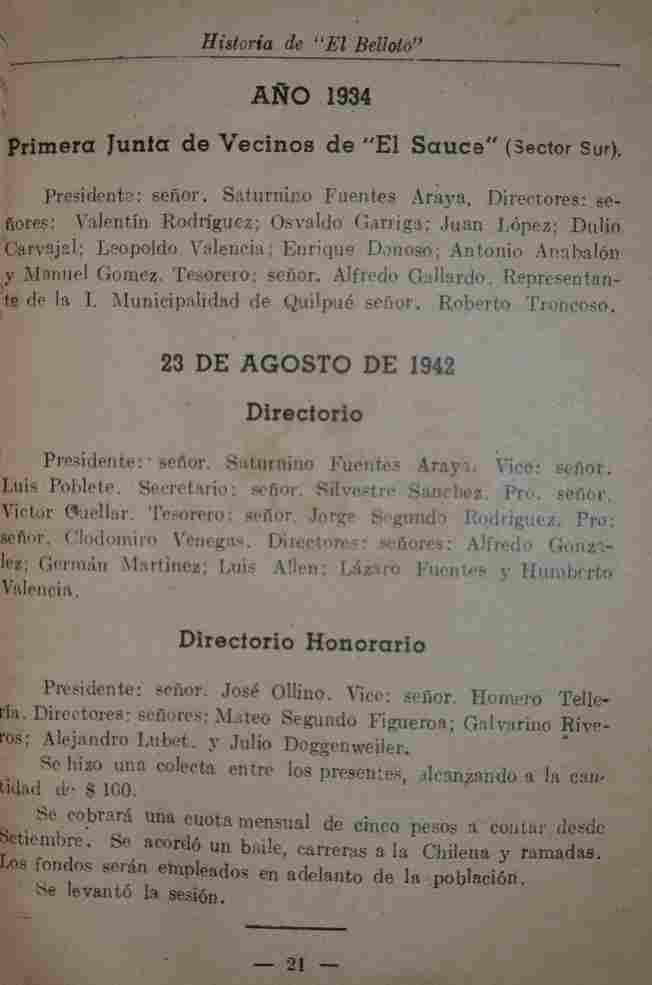 Historia de "El Belloto"
AÑO 1934
Primera Junta de Vecinos de "El Sauce" (Sector Sur).
Presidente: señor. Saturnino Fuentes Araya. Directores: se-
ñores: Valentín Rodríguez; Osvaldo Garriga; Juan López; Dulio
Carvajal; Leopoldo Valencia; Enrique Donoso; Antonio Anabalón
y Manuel Gomez. Tesorero: señor. Alfredo Gallardo. Representan-
te de la I. Municipalidad de Quilpué señor. Roberto Troncoso.
23 DE AGOSTO DE 1942
Directorio
Presidente: señor. Saturnino Fuentes Araya. Vice: señor.
Luis Poblete. Secretario: señor. Silvestre Sanchez. Pro. señor.
Victor Cuellar. Tesorero: señor. Jorge Segundo Rodriguez. Pro:
señor. Clodomiro Venegas. Directores: señores: Alfredo Gonza-
lez; Germán Martinez; Luis Allen; Lázaro Fuentes y Humberto
Valencia.
Directorio Honorario
Presidente: señor. José Ollino. Vice: señor. Homero Telle-
ría. Directores: señores; Mateo Segundo Figueroa; Galvarino Rive-
ros; Alejandro Lubet. y Julio Doggenweiler.
Se hizo una colecta entre los presentes, alcanzando a la can-
tidad de $ 100.
Se cobrará una cuota mensual de cinco pesos a contar desde
Setiembre. Se acordó un baile, carreras a la Chilena y ramadas.
Los fondos serán empleados en adelanto de la población.
Se levantó la sesión.
— 21 —